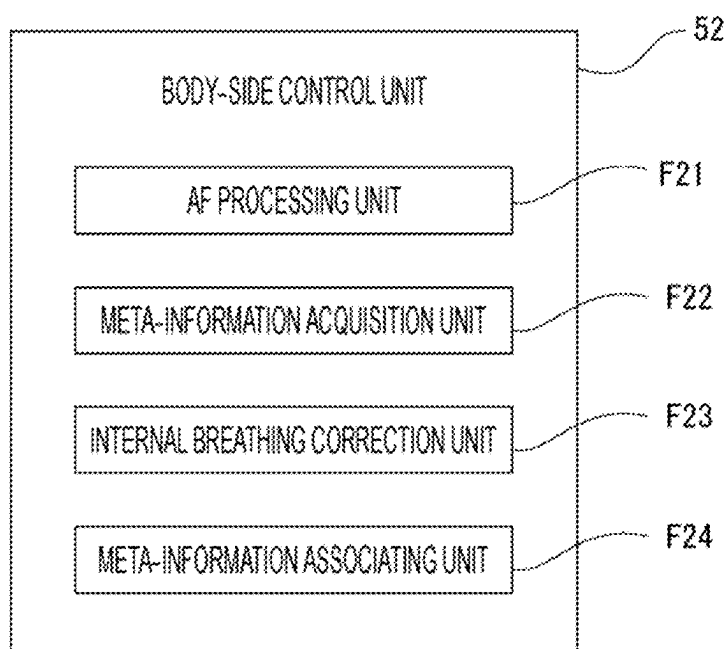 52
BODY-SIDE CONTROL UNIT
AF PROCESSING UNIT
F21
META-INFORMATION ACQUISITION UNIT
F22
INTERNAL BREATHING CORRECTION UNIT
F23
META-INFORMATION ASSOCIATING UNIT
F24